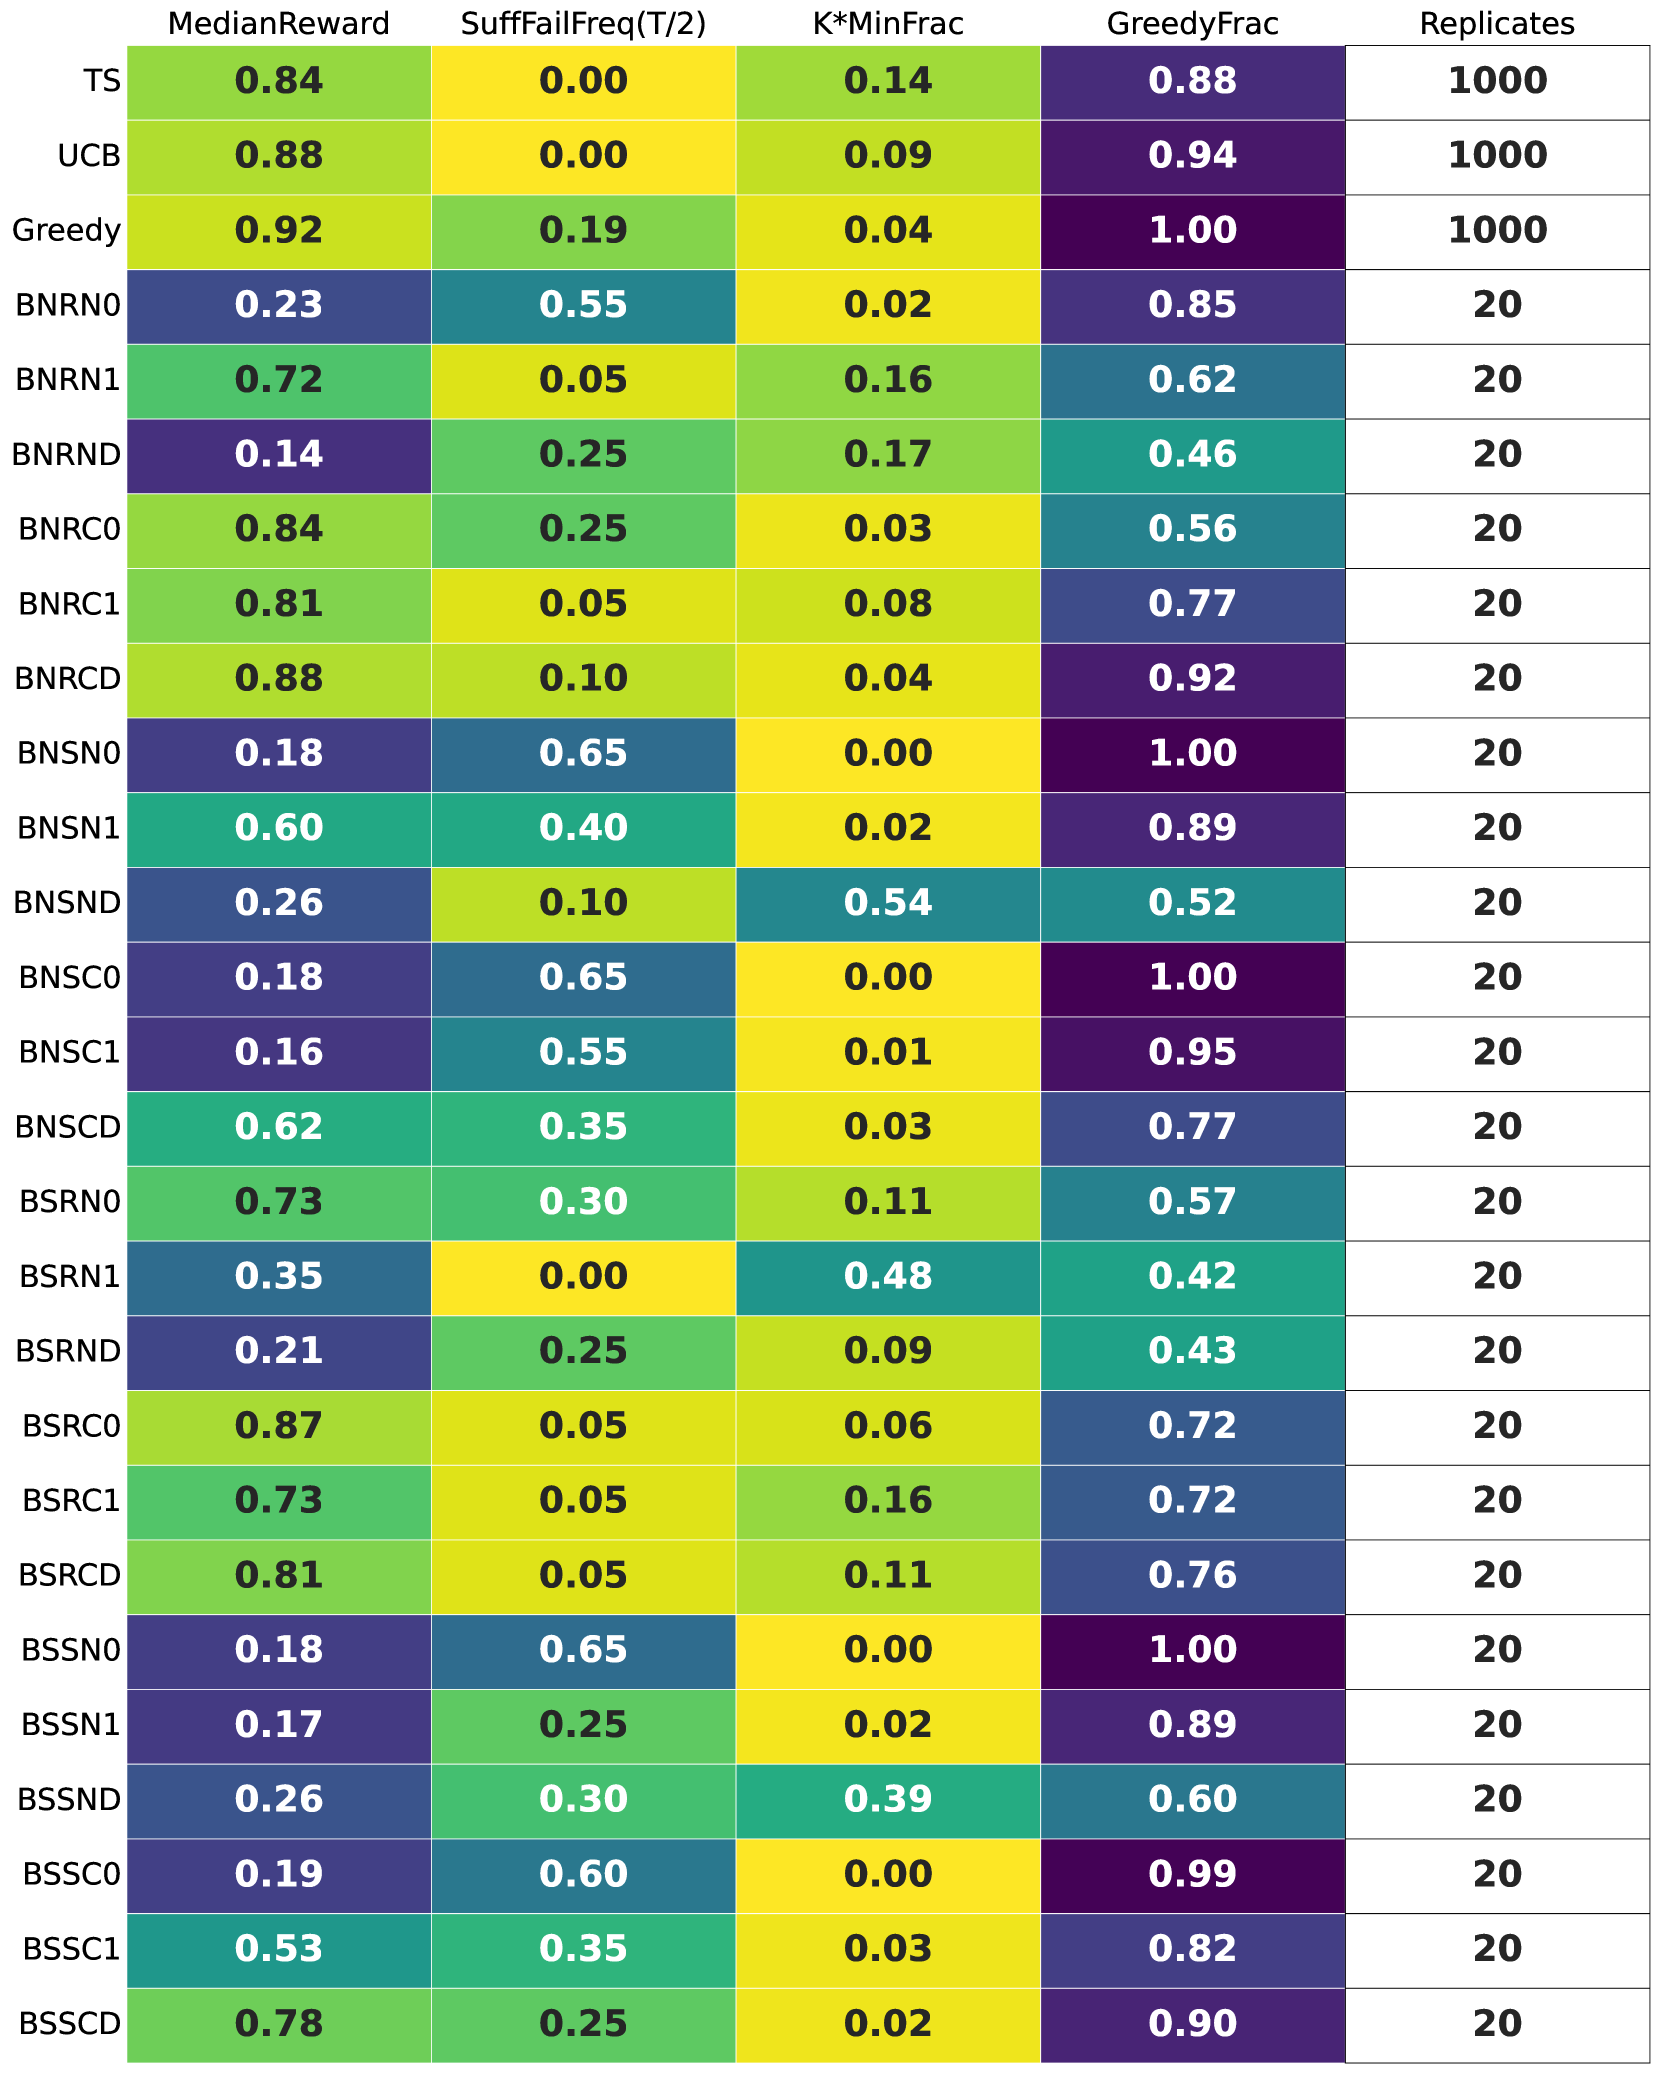 MedianReward SuffFailFreq(T/2) K*MinFrac GreedyFrac Replicates
TS 0.84 0.00 0.14 0.88 1000
UCB 0.88 0.00 0.09 0.94 1000
Greedy 0.92 0.19 0.04 1.00 1000
BNRN0 0.23 0.55 0.02 0.85 20
BNRN1 0.72 0.05 0.16 0.62 20
BNRND 0.14 0.25 0.17 0.46 20
BNRC0 0.84 0.25 0.03 0.56 20
BNRC1 0.81 0.05 0.08 0.77 20
BNRCD 0.88 0.10 0.04 0.92 20
BNSN0 0.18 0.65 0.00 1.00 20
BNSN1 0.60 0.40 0.02 0.89 20
BNSND 0.26 0.10 0.54 0.52 20
BNSC0 0.18 0.65 0.00 1.00 20
BNSC1 0.16 0.55 0.01 0.95 20
BNSCD 0.62 0.35 0.03 0.77 20
BSRN0 0.73 0.30 0.11 0.57 20
BSRN1 0.35 0.00 0.48 0.42 20
BSRND 0.21 0.25 0.09 0.43 20
BSRC0 0.87 0.05 0.06 0.72 20
BSRC1 0.73 0.05 0.16 0.72 20
BSRCD 0.81 0.05 0.11 0.76 20
BSSN0 0.18 0.65 0.00 1.00 20
BSSN1 0.17 0.25 0.02 0.89 20
BSSND 0.26 0.30 0.39 0.60 20
BSSC0 0.19 0.60 0.00 0.99 20
BSSC1 0.53 0.35 0.03 0.82 20
BSSCD 0.78 0.25 0.02 0.90 20